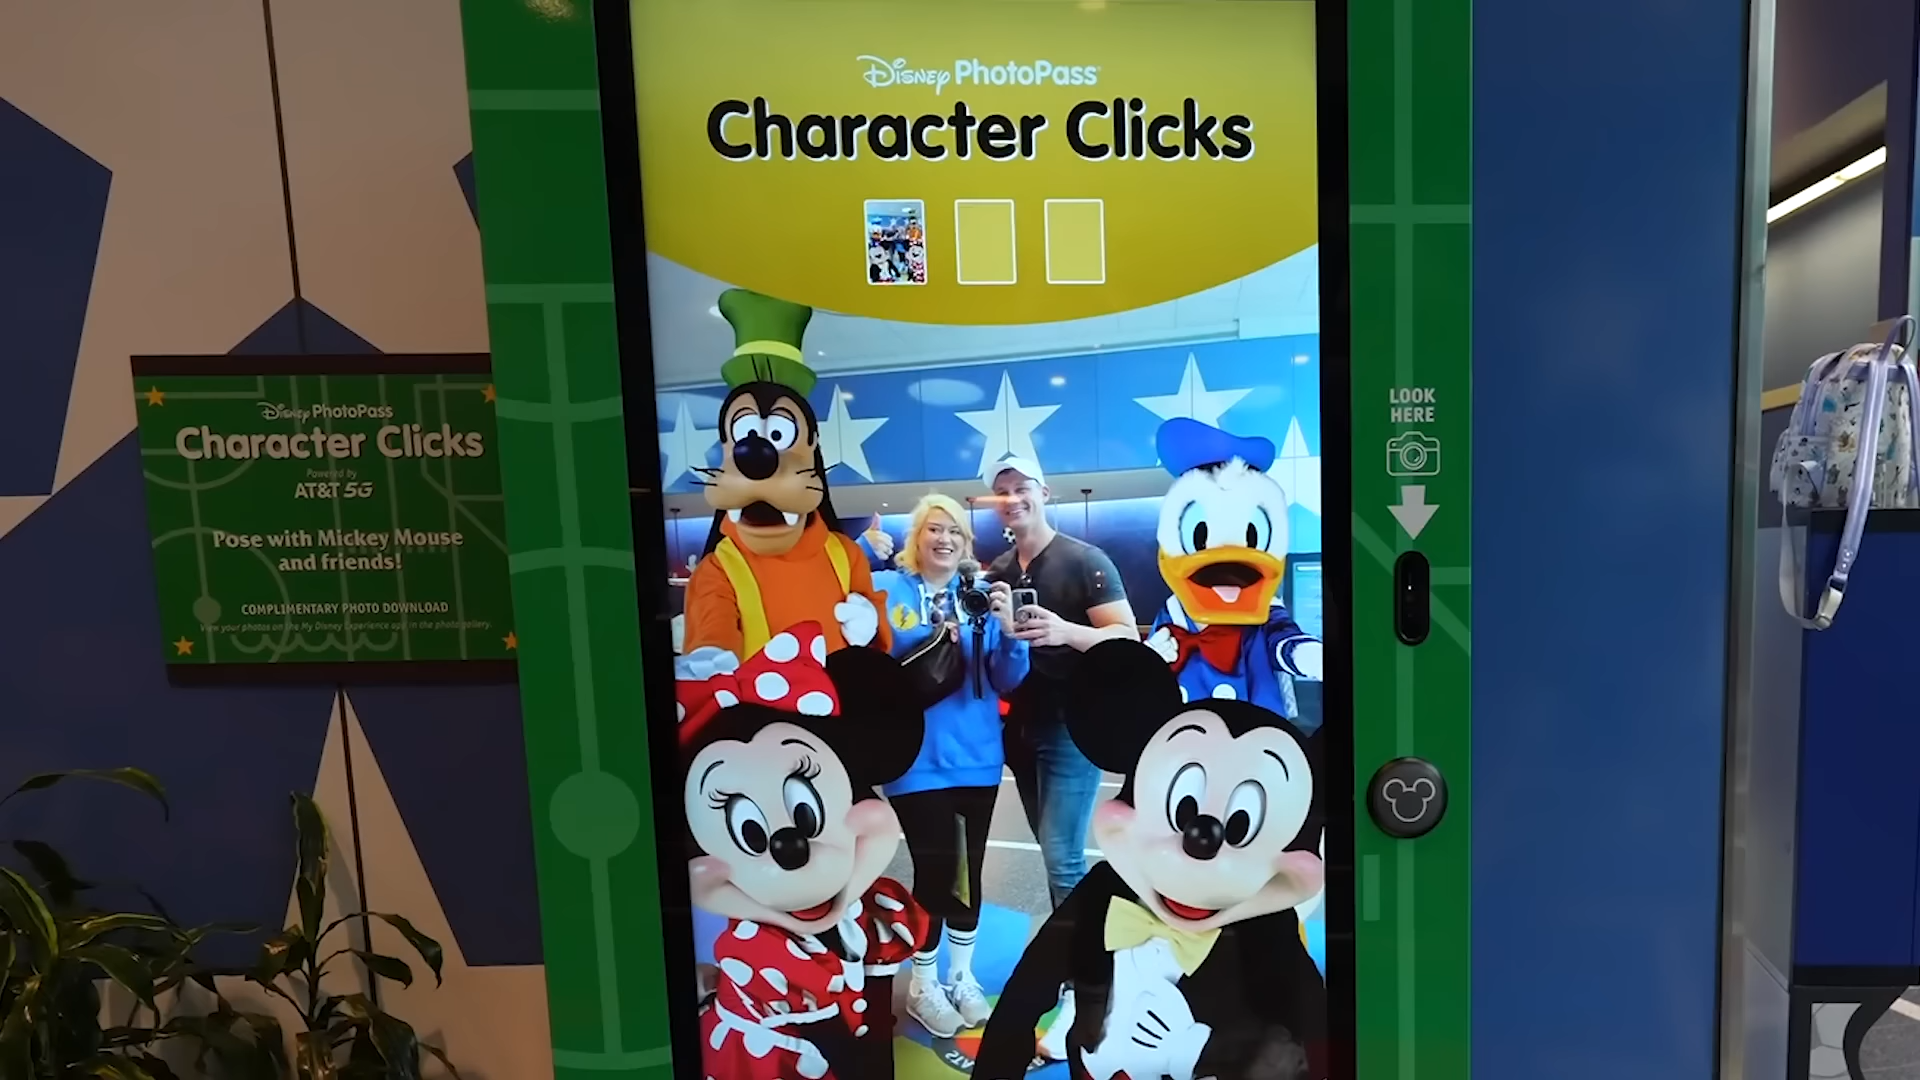 Disney PhotoPass
Character Clicks
LOOK
HERE
Disney PhotoPass
Character Clicks
Powered by
AT&T 5G
Pose with Mickey Mouse
and friends!
COMPLIMENTARY PHOTO DOWNLOAD
View your photos on the My Disney Experience app in the photo gallery.